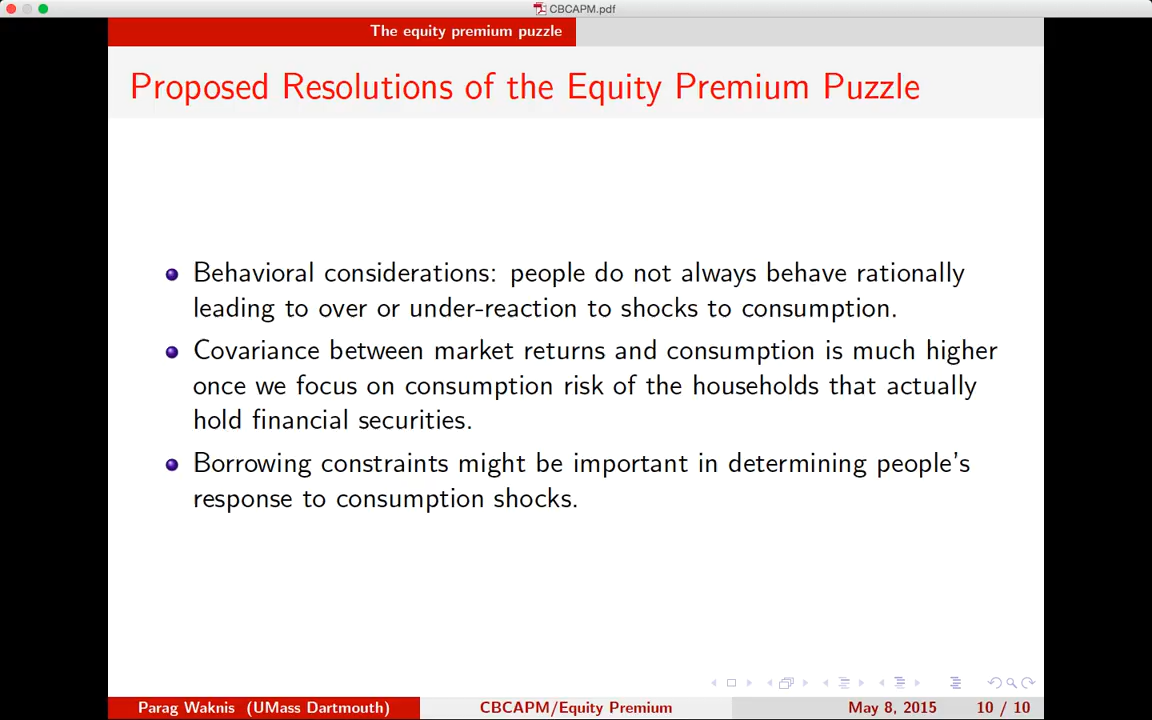 CBCAPM.pdf
The equity premium puzzle
Proposed Resolutions of the Equity Premium Puzzle
Behavioral considerations: people do not always behave rationally
leading to over or under-reaction to shocks to consumption.
Covariance between market returns and consumption is much higher
once we focus on consumption risk of the households that actually
hold financial securities.
Borrowing constraints might be important in determining people's
response to consumption shocks.
Parag Waknis (UMass Dartmouth) CBCAPM/Equity Premium May 8, 2015 10 / 10